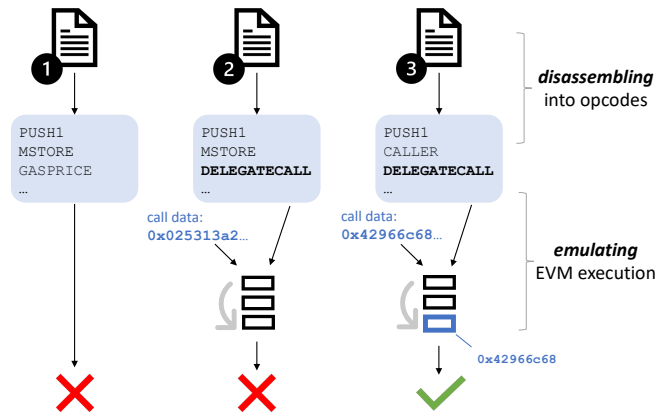 1
2
3
disassembling
into opcodes
PUSH1
MSTORE
GASPRICE
…
PUSH1
MSTORE
DELEGATECALL
…
PUSH1
CALLER
DELEGATECALL
…
call data:
0x025313a2…
call data:
0x42966c68…
emulating
EVM execution
0x42966c68